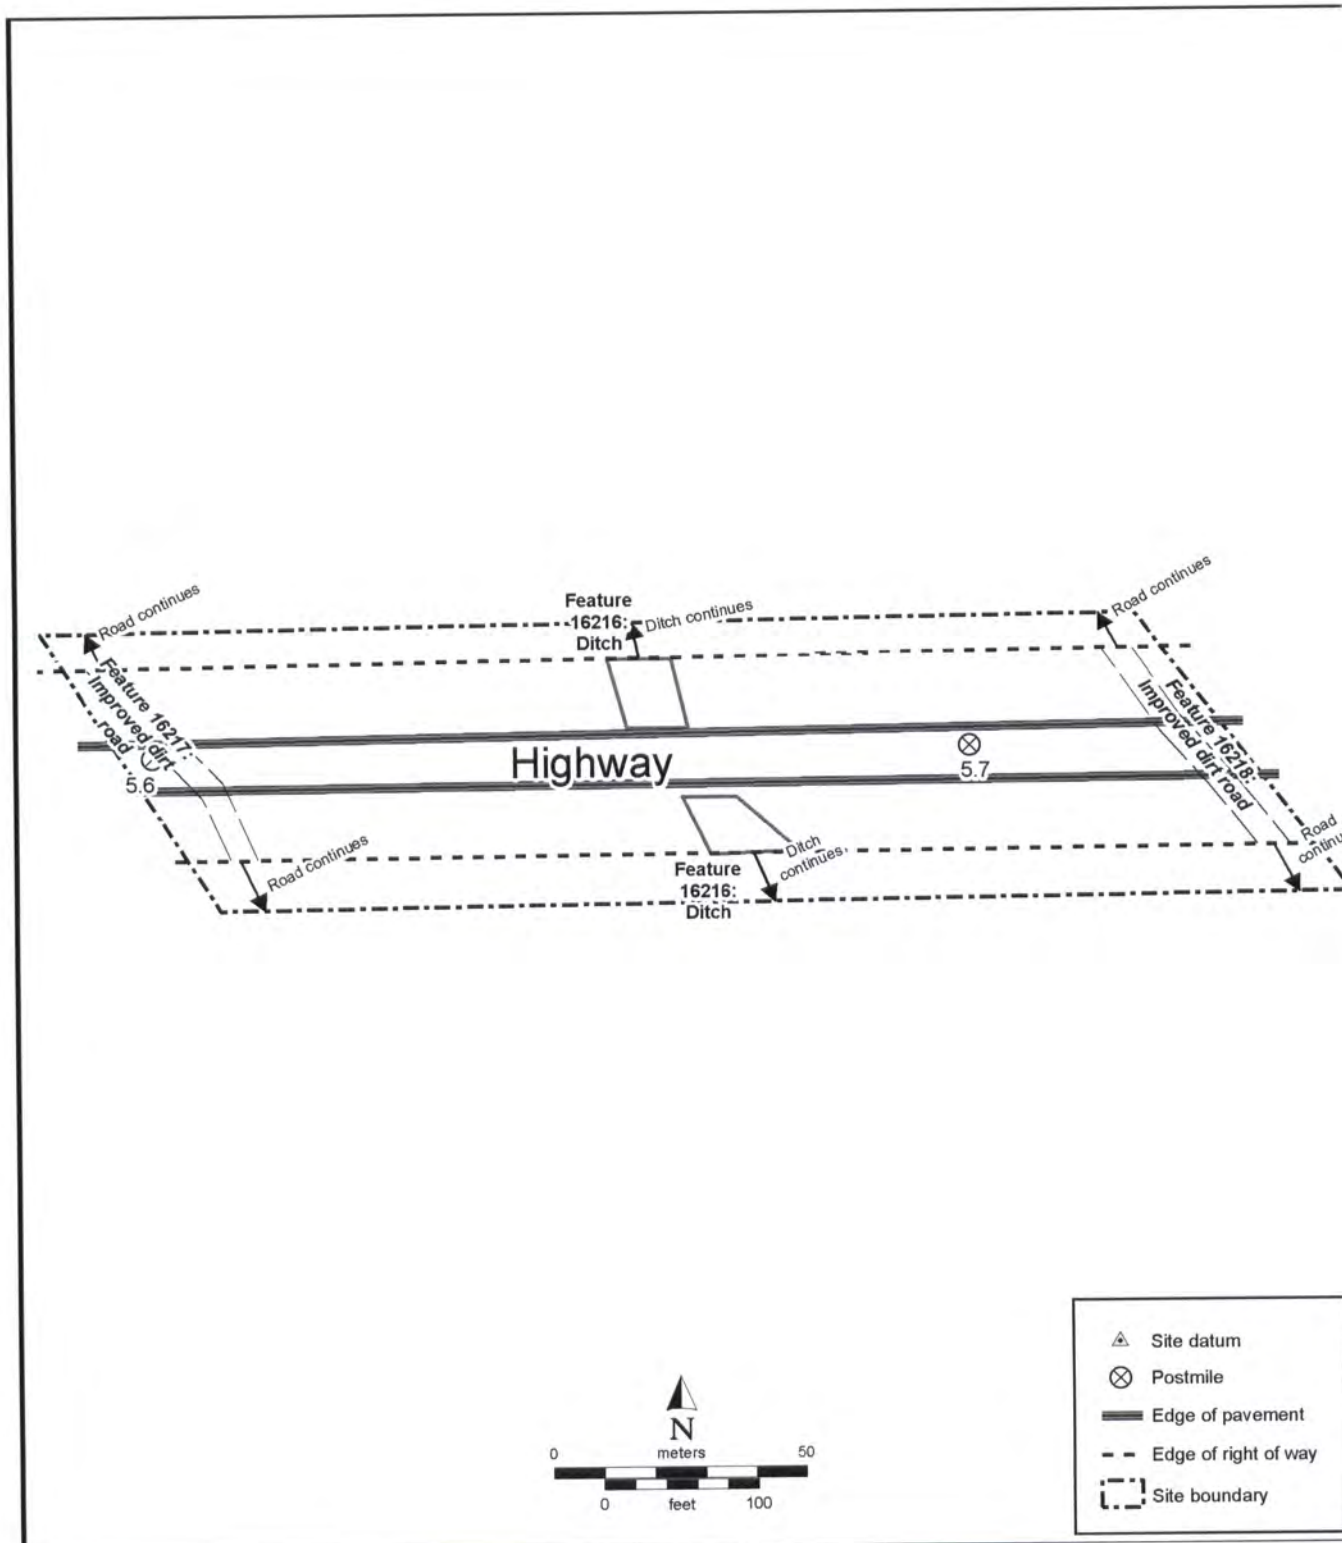 Road continues
Feature
16216:
Ditch
Ditch continues
Road continues
Feature 16217:
Improved dirt
road
Feature 16218:
Improved dirt road
Highway
5.6
5.7
Road continues
Ditch
continues
Road
Feature
16216:
Ditch
N
meters
0
50
0
feet
100
Site datum
Postmile
Edge of pavement
Edge of right of way
Site boundary